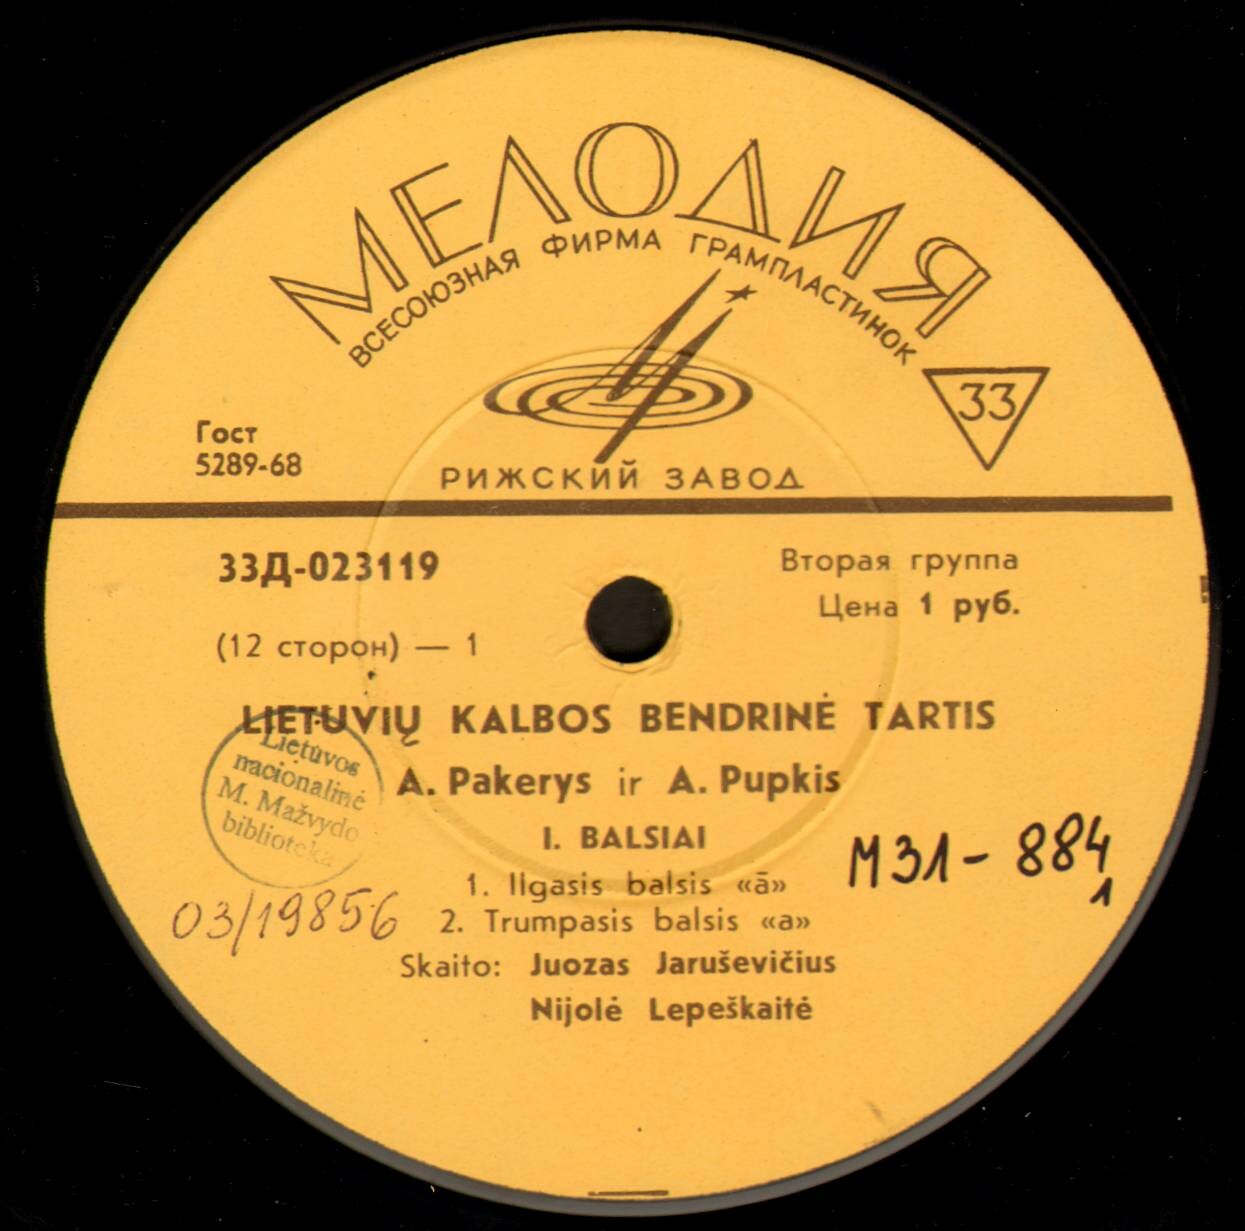 МЕЛОДИЯ
ВСЕСОЮЗНАЯ ФИРМА ГРАМПЛАСТИНОК
33
Гост
5289-68
РИЖСКИЙ ЗАВОД
33Д-023119
Вторая группа
Цена 1 руб.
(12 сторон) — 1
LIETUVIŲ KALBOS BENDRINĖ TARTIS
A. Pakerys ir A. Pupkis
I. BALSIAI
1. Ilgasis balsis «ā»
2. Trumpasis balsis «a»
Skaito: Juozas Jaruševičius
Nijolė Lepeškaitė
Lietuvos
nacionalinė
M. Mažvydo
biblioteka
03/19856
M31-884
1